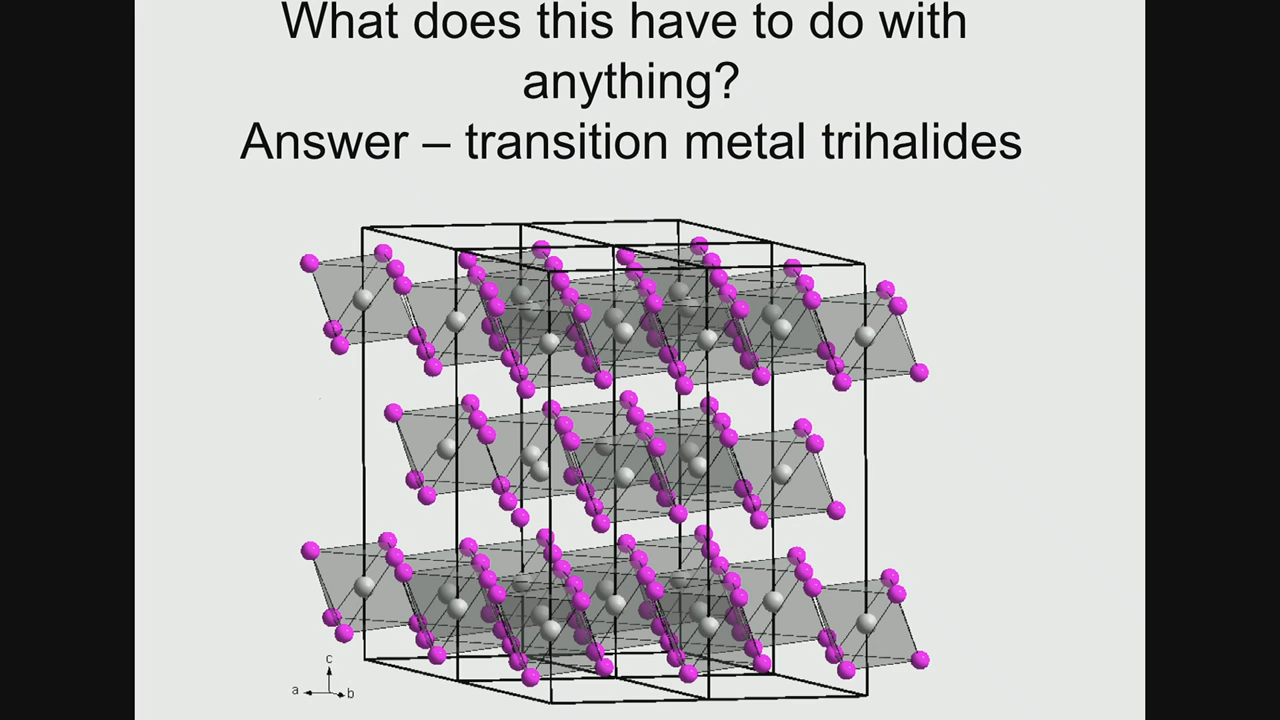 What does this have to do with
anything?
Answer – transition metal trihalides
c
a
b